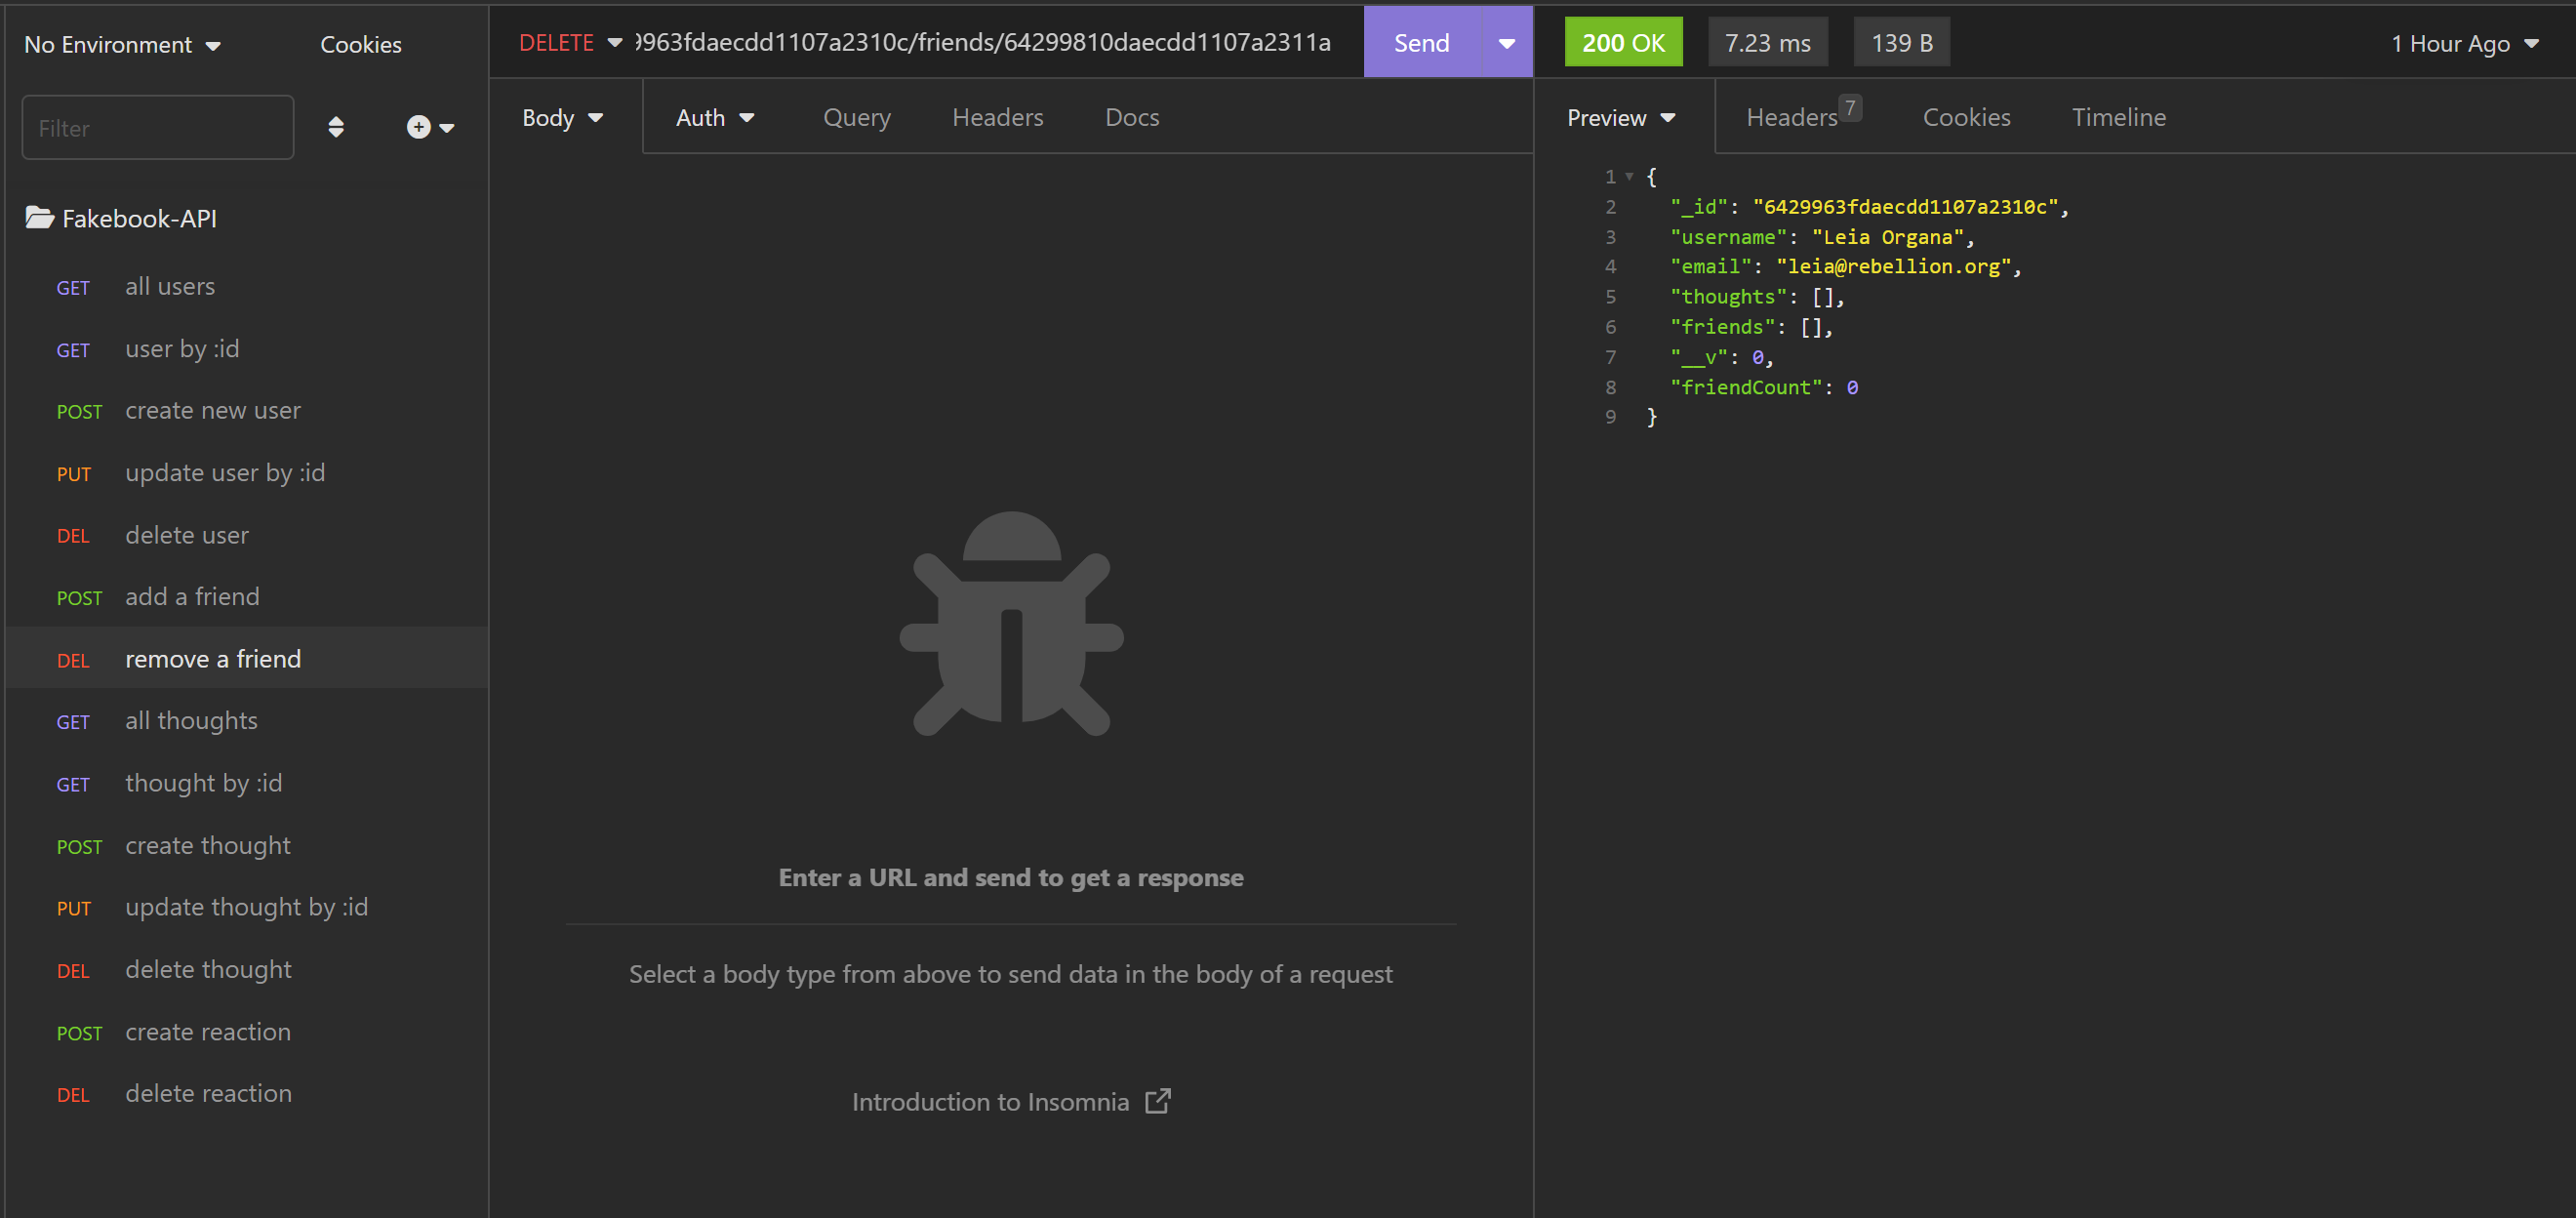 No Environment Cookies
Filter
Fakebook-API
GET all users
GET user by :id
POST create new user
PUT update user by :id
DEL delete user
POST add a friend
DEL remove a friend
GET all thoughts
GET thought by :id
POST create thought
PUT update thought by :id
DEL delete thought
POST create reaction
DEL delete reaction
DELETE 9963fdaecdd1107a2310c/friends/64299810daecdd1107a2311a Send
Body Auth Query Headers Docs
Enter a URL and send to get a response
Select a body type from above to send data in the body of a request
Introduction to Insomnia
200 OK 7.23 ms 139 B 1 Hour Ago
Preview Headers 7 Cookies Timeline
1 {
2 "_id": "6429963fdaecdd1107a2310c",
3 "username": "Leia Organa",
4 "email": "leia@rebellion.org",
5 "thoughts": [],
6 "friends": [],
7 "__v": 0,
8 "friendCount": 0
9 }